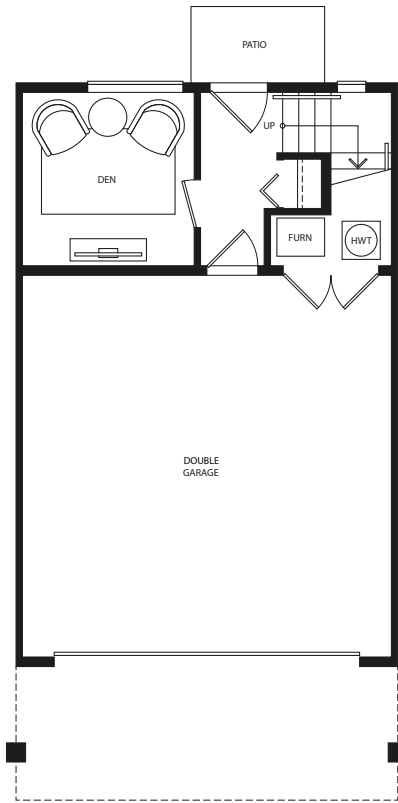 PATIO
UP
DEN
FURN
HWT
DOUBLE
GARAGE